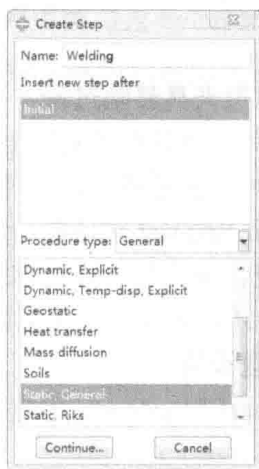 Create Step
Name: Welding
Insert new step after
Initial
Procedure type: General
Dynamic, Explicit
Dynamic, Temp-disp, Explicit
Geostatic
Heat transfer
Mass diffusion
Soils
Static, General
Static, Riks
Continue...
Cancel